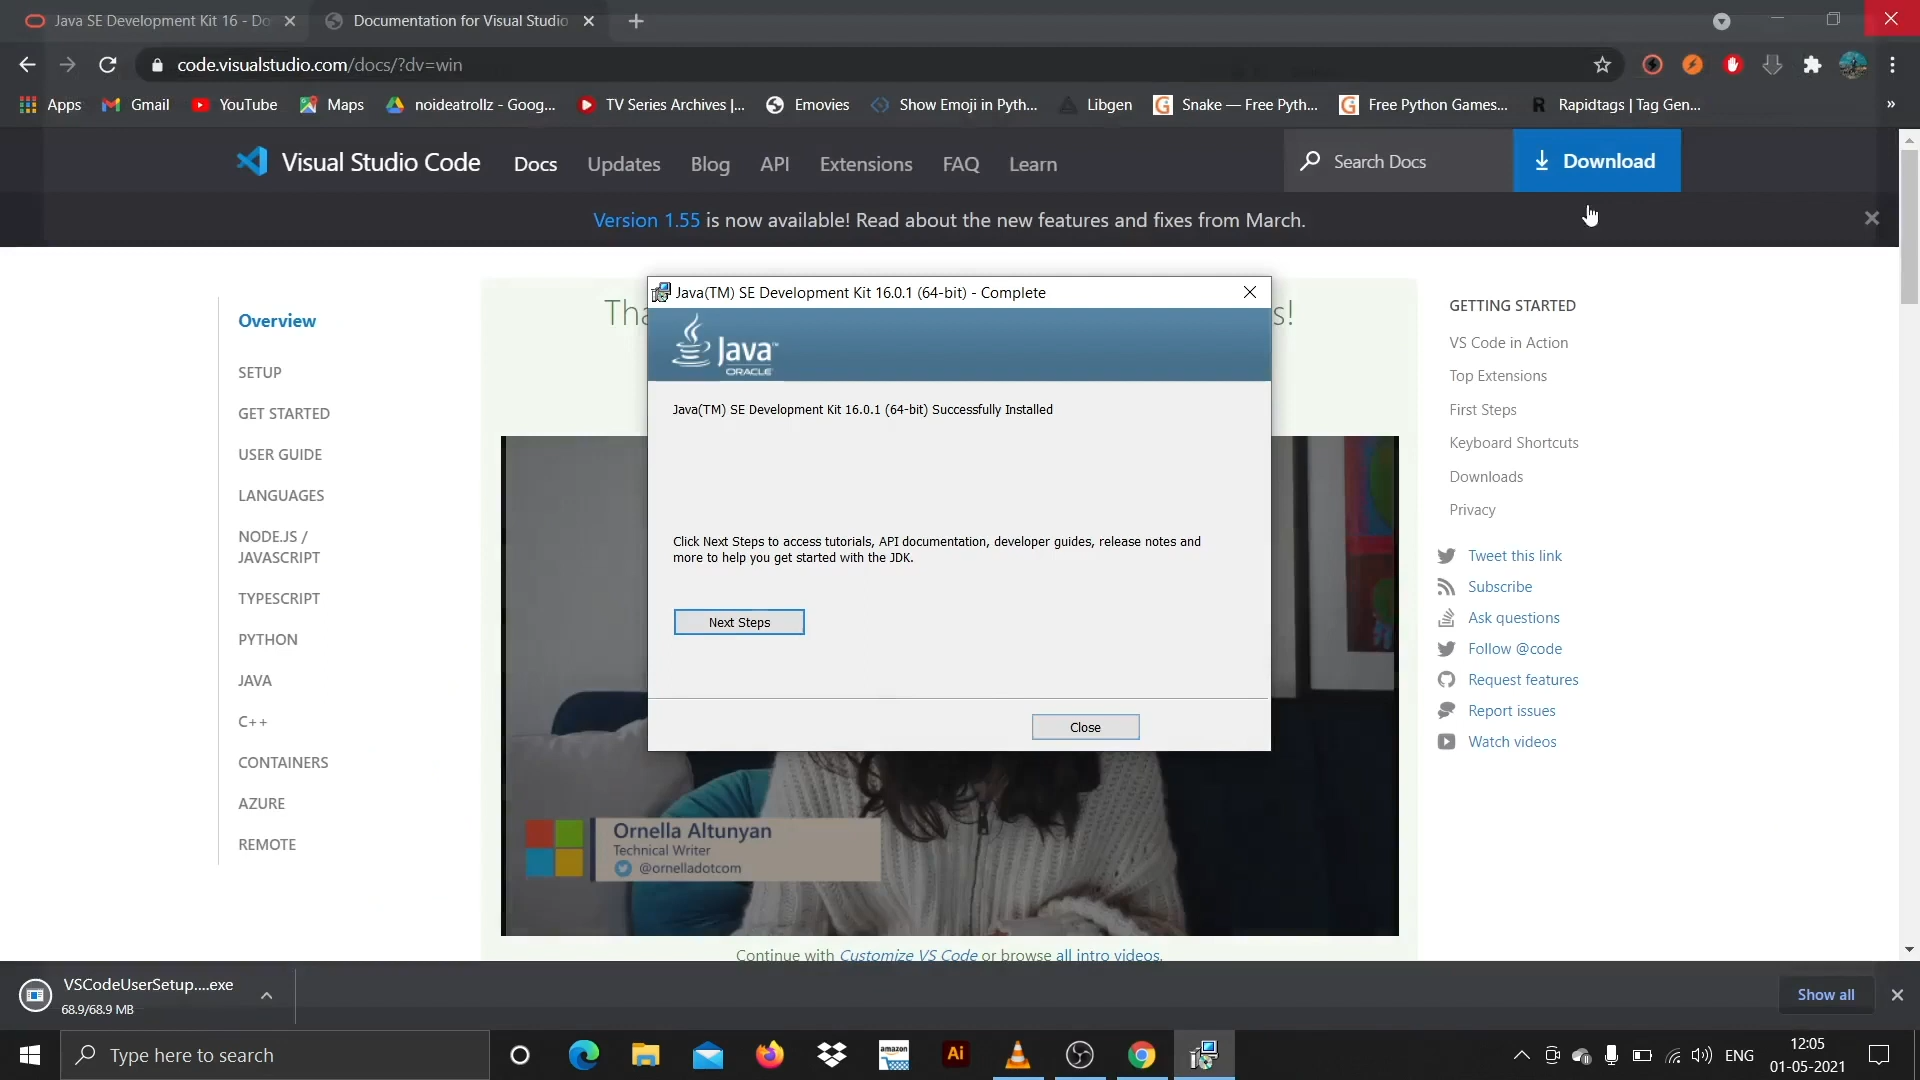 Java SE Development Kit 16 - Do
Documentation for Visual Studio
code.visualstudio.com/docs/?dv=win
Apps
Gmail
YouTube
Maps
noideatrollz - Goog...
TV Series Archives |...
Emovies
Show Emoji in Pyth...
Libgen
Snake — Free Pyth...
Free Python Games...
Rapidtags | Tag Gen...
»
Visual Studio Code
Docs
Updates
Blog
API
Extensions
FAQ
Learn
Search Docs
Download
Version 1.55 is now available! Read about the new features and fixes from March.
Overview
SETUP
GET STARTED
USER GUIDE
LANGUAGES
NODE.JS /
JAVASCRIPT
TYPESCRIPT
PYTHON
JAVA
C++
CONTAINERS
AZURE
REMOTE
Tha
s!
Java(TM) SE Development Kit 16.0.1 (64-bit) - Complete
Java™
ORACLE
Java(TM) SE Development Kit 16.0.1 (64-bit) Successfully Installed
Click Next Steps to access tutorials, API documentation, developer guides, release notes and
more to help you get started with the JDK.
Next Steps
Close
Ornella Altunyan
Technical Writer
@ornelladotcom
Continue with Customize VS Code or browse all intro videos.
GETTING STARTED
VS Code in Action
Top Extensions
First Steps
Keyboard Shortcuts
Downloads
Privacy
Tweet this link
Subscribe
Ask questions
Follow @code
Request features
Report issues
Watch videos
VSCodeUserSetup....exe
68.9/68.9 MB
Show all
Type here to search
amazon
Ai
ENG
12:05
01-05-2021